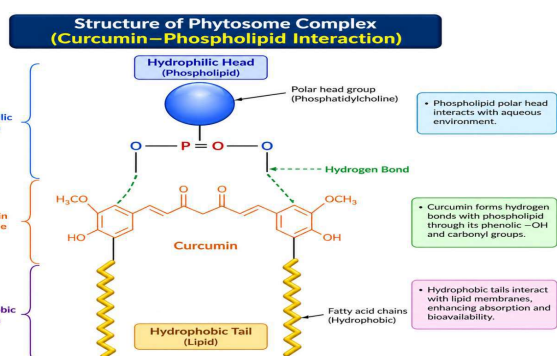 Structure of Phytosome Complex
(Curcumin–Phospholipid Interaction)
Hydrophilic Head
(Phospholipid)
Polar head group
(Phosphatidylcholine)
• Phospholipid polar head
interacts with aqueous
environment.
O P=O O
Hydrogen Bond
H₃CO O O OCH₃
HO OH
Curcumin
• Curcumin forms hydrogen
bonds with phospholipid
through its phenolic –OH
and carbonyl groups.
• Hydrophobic tails interact
with lipid membranes,
enhancing absorption and
bioavailability.
Fatty acid chains
(Hydrophobic)
Hydrophobic Tail
(Lipid)